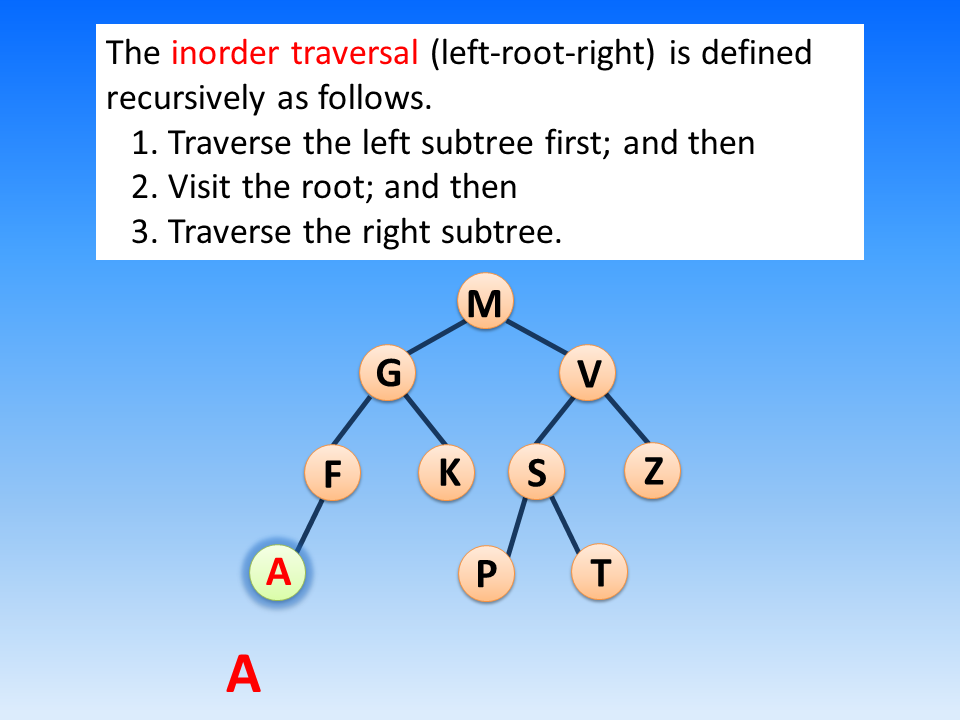 The inorder traversal (left-root-right) is defined
recursively as follows.
1. Traverse the left subtree first; and then
2. Visit the root; and then
3. Traverse the right subtree.
M
G V
F K S Z
A P T
A